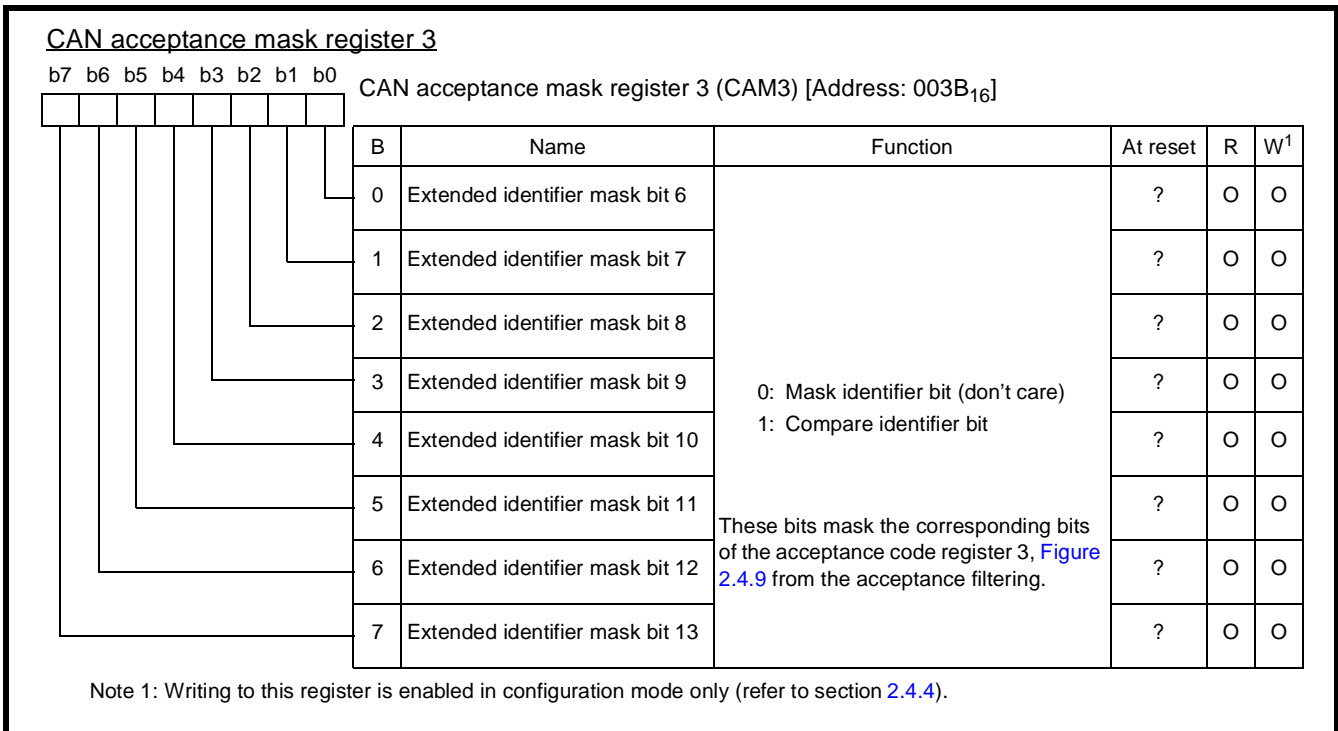 CAN acceptance mask register 3
b7 b6 b5 b4 b3 b2 b1 b0
CAN acceptance mask register 3 (CAM3) [Address: 003B16]
B Name Function At reset R W1
0 Extended identifier mask bit 6 ? O O
1 Extended identifier mask bit 7 ? O O
2 Extended identifier mask bit 8 ? O O
3 Extended identifier mask bit 9 ? O O
0: Mask identifier bit (don't care)
1: Compare identifier bit
4 Extended identifier mask bit 10 ? O O
5 Extended identifier mask bit 11 ? O O
These bits mask the corresponding bits
of the acceptance code register 3, Figure
2.4.9 from the acceptance filtering.
6 Extended identifier mask bit 12 ? O O
7 Extended identifier mask bit 13 ? O O
Note 1: Writing to this register is enabled in configuration mode only (refer to section 2.4.4).